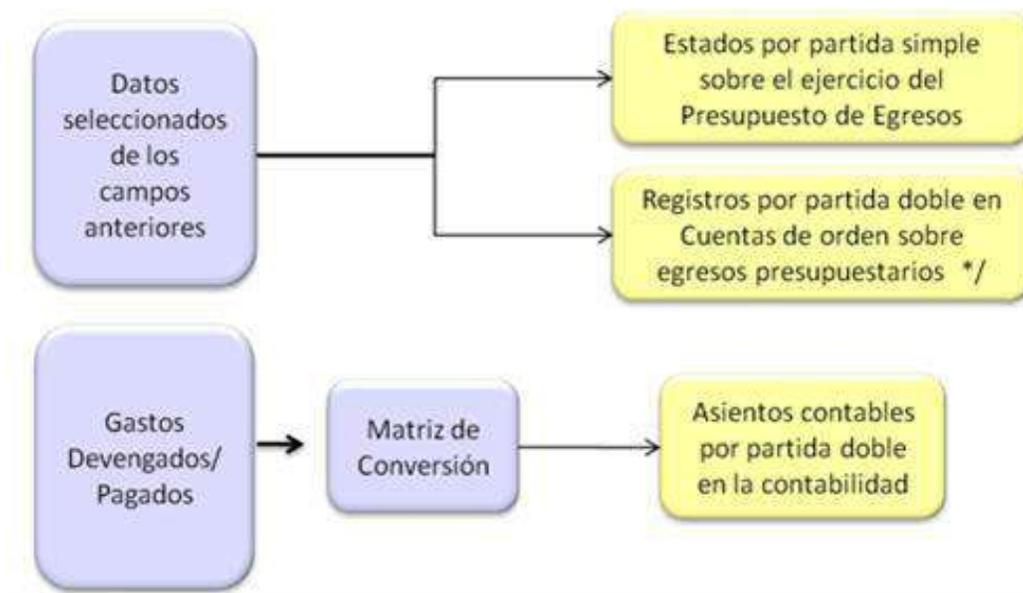 Datos
seleccionados
de los
campos
anteriores
Estados por partida simple
sobre el ejercicio del
Presupuesto de Egresos
Registros por partida doble en
Cuentas de orden sobre
egresos presupuestarios */
Gastos
Devengados/
Pagados
Matriz de
Conversión
Asientos contables
por partida doble
en la contabilidad